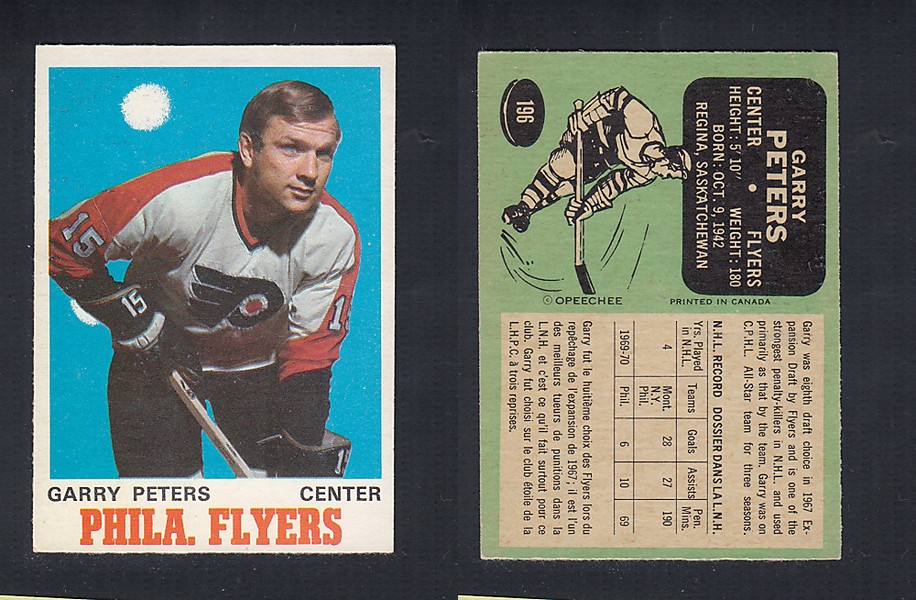 15
15
1
1
GARRY PETERS CENTER
PHILA. FLYERS
196
GARRY
PETERS
CENTER • FLYERS
HEIGHT: 5' 10" WEIGHT: 180
BORN: OCT. 9, 1942
REGINA, SASKATCHEWAN
© OPEECHEE PRINTED IN CANADA
Garry was eighth draft choice in 1967 Ex-
pansion Draft by Flyers and is one of the
strongest penalty-killers in N.H.L. and used
primarily as that by the team. Garry was on
C.P.H.L. All-Star team for three seasons.
N.H.L. RECORD DOSSIER DANS LA L.N.H
Yrs. Played in N.H.L. Teams Goals Assists Pen. Mins.
4 Mont. N.Y. Phil. 28 27 190
1969-70 Phil. 6 10 69
Garry fut le huitième choix des Flyers lors du
repêchage de l'expansion de 1967; il est l'un
des meilleurs tueurs de punitions dans la
L.N.H. et c'est ce qu'il fait surtout pour ce
club. Garry fut choisi sur le club étoile de la
L.H.P.C. à trois reprises.